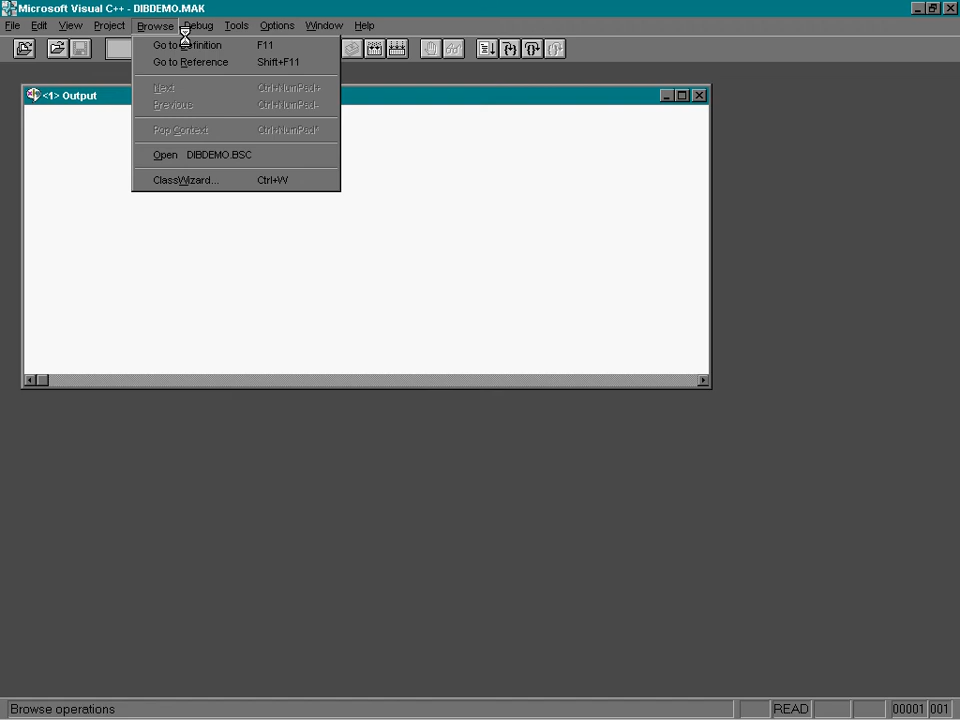 Microsoft Visual C++ - DIBDEMO.MAK
File Edit View Project Browse Debug Tools Options Window Help
Go to Definition F11
Go to Reference Shift+F11
Next Ctrl+NumPad+
Previous Ctrl+NumPad-
Pop Context Ctrl+NumPad*
Open DIBDEMO.BSC
ClassWizard... Ctrl+W
<1> Output
Browse operations
READ
00001 001